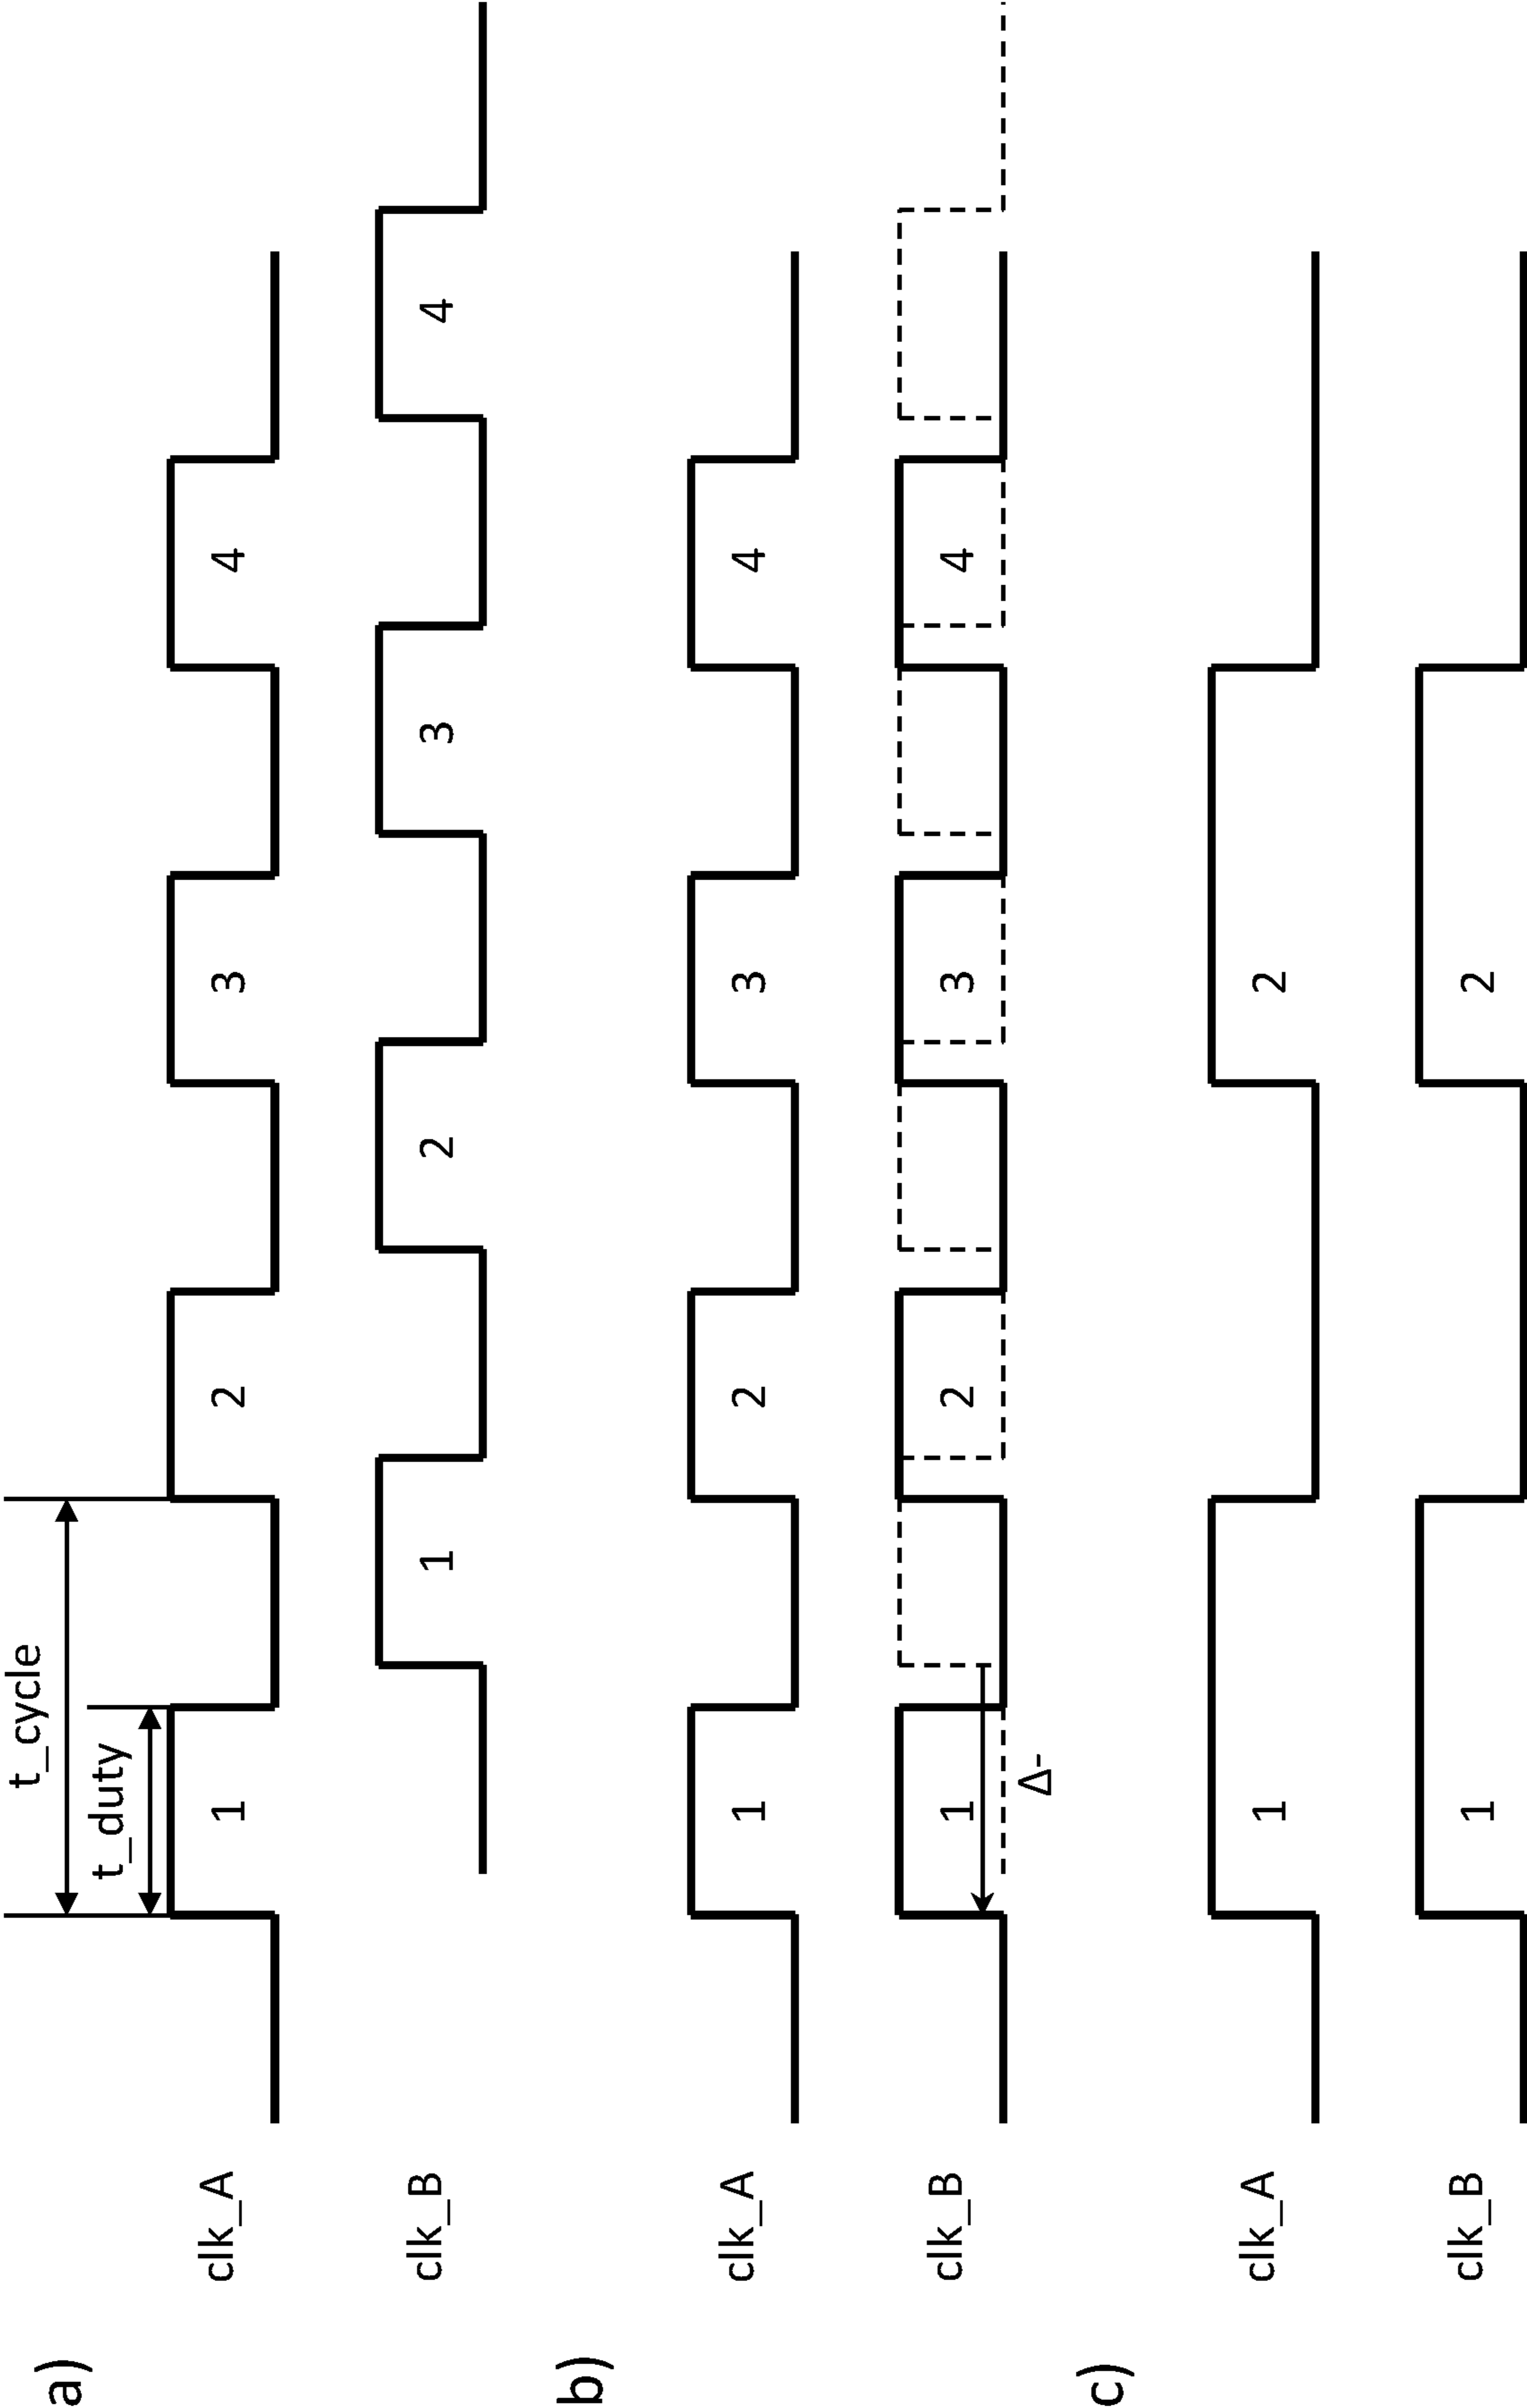 a)
t_cycle
t_duty
clk_A 1 2 3 4
clk_B 1 2 3 4
b)
clk_A 1 2 3 4
clk_B 1 2 3 4
Δ-
c)
clk_A 1 2
clk_B 1 2